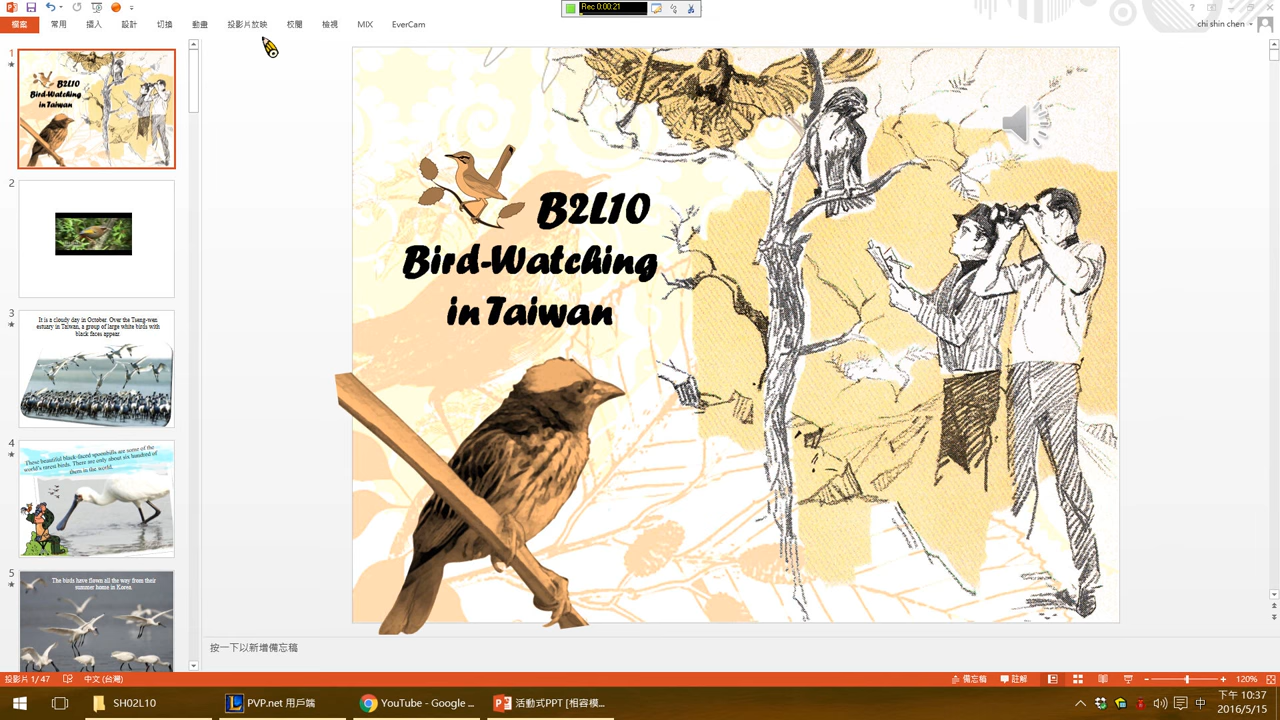 Rec 0:00:21
檔案 常用 插入 設計 切換 動畫 投影片放映 校閱 檢視 MIX EverCam
chi shin chen
1
B2L10
Bird-Watching
in Taiwan
2
3
It is a cloudy day in October. Over the Tseng-wen
estuary in Taiwan, a group of large white birds with
black faces appear.
4
These beautiful black-faced spoonbills are some of the
world's rarest birds. There are only about six hundred of
them in the world.
5
The birds have flown all the way from their
summer home in Korea.
B2L10
Bird-Watching
in Taiwan
按一下以新增備忘稿
投影片 1/47 中文 (台灣) 備忘稿 註解 120%
SH02L10 PVP.net 用戶端 YouTube - Google ... 活動式PPT [相容模... 中 下午 10:37
2016/5/15